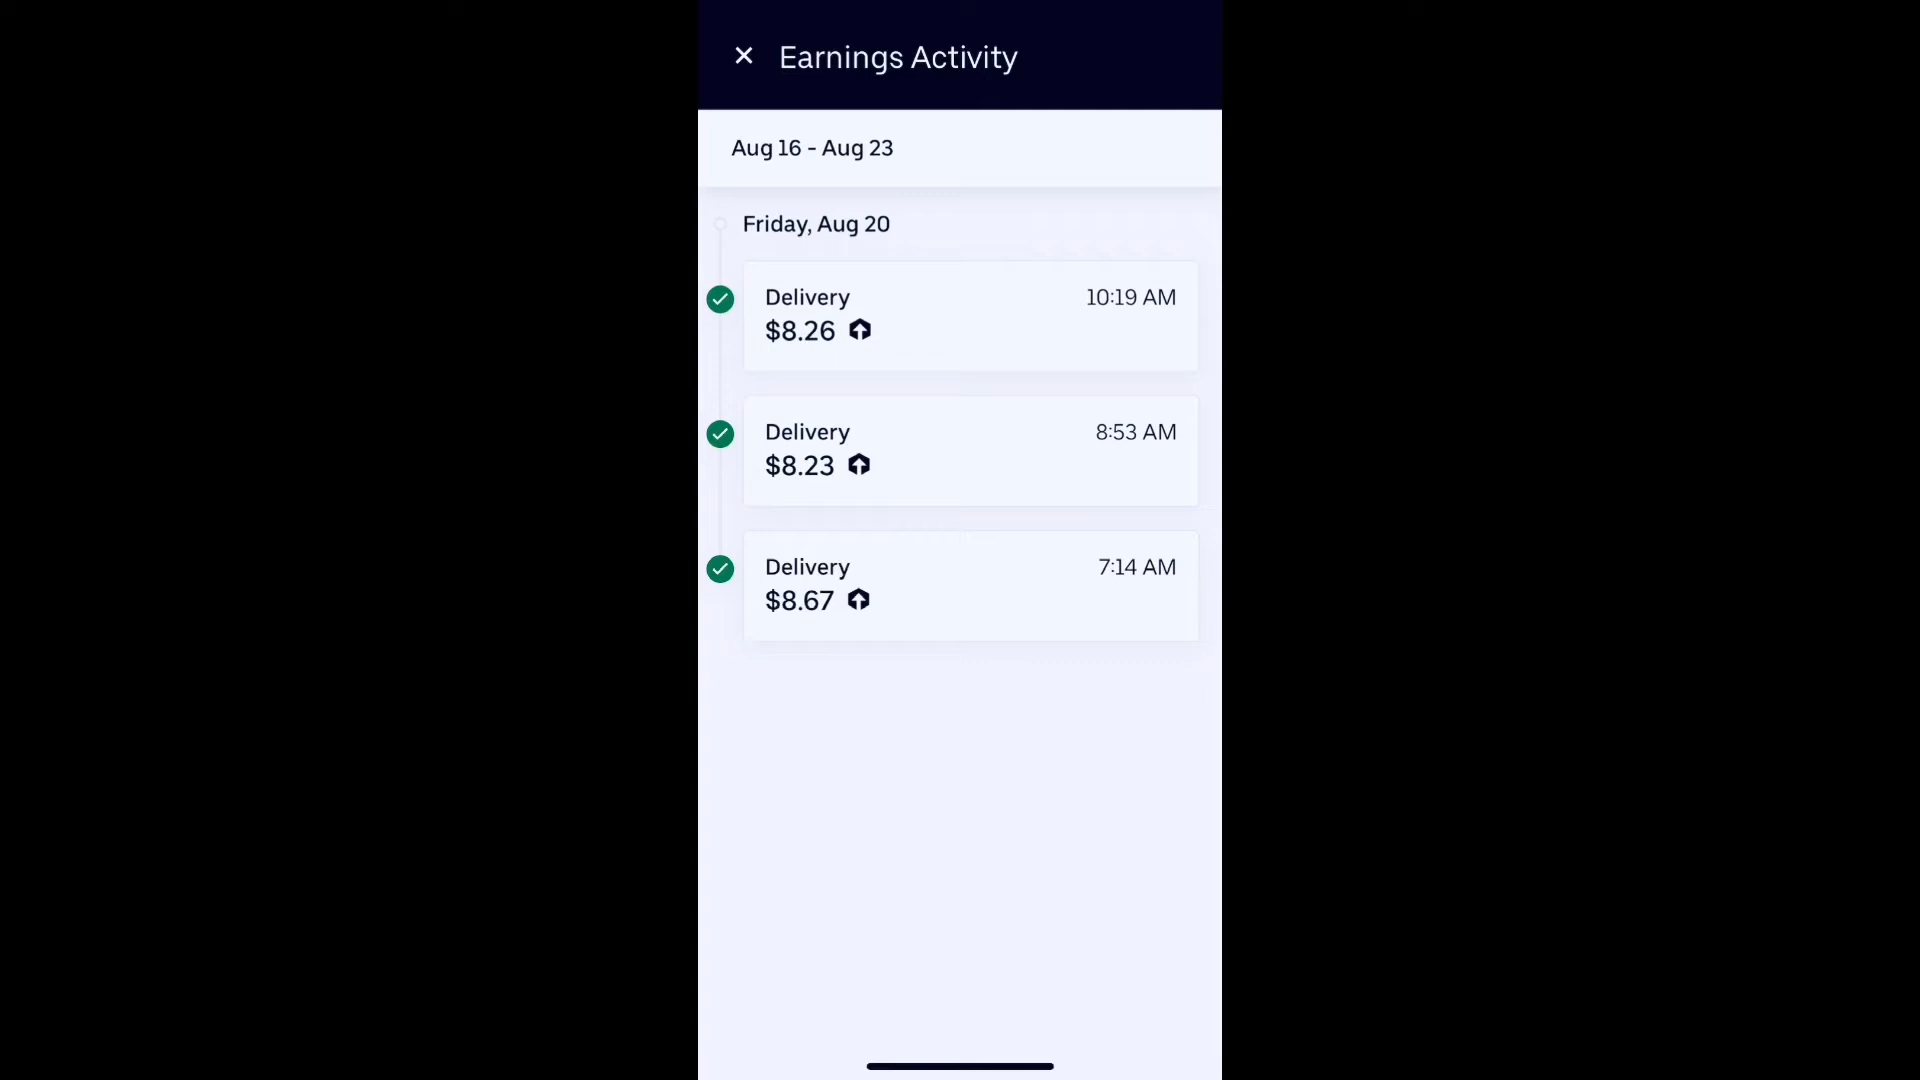 Earnings Activity
Aug 16 - Aug 23
Friday, Aug 20
Delivery 10:19 AM
$8.26
Delivery 8:53 AM
$8.23
Delivery 7:14 AM
$8.67